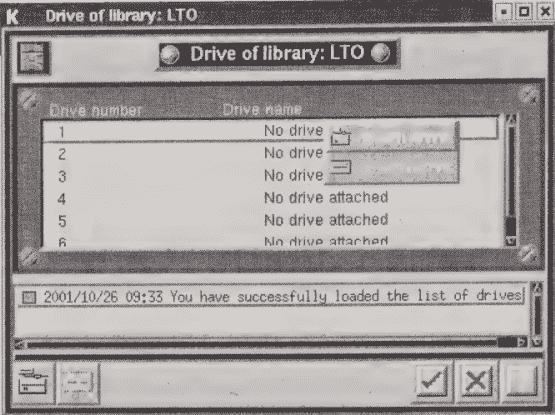 K Drive of library: LTO
Drive of library: LTO
Drive number Drive name
1 No drive
2 No drive
3 No drive
4 No drive attached
5 No drive attached
6 No drive attached
2001/10/26 09:33 You have successfully loaded the list of drives